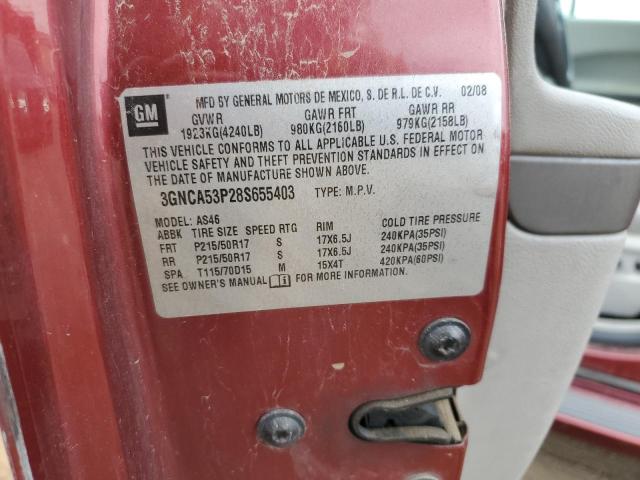 GM
MFD BY GENERAL MOTORS DE MEXICO, S. DE R.L. DE C.V. 02/08
GVWR GAWR FRT GAWR RR
1923KG(4240LB) 980KG(2160LB) 979KG(2158LB)
THIS VEHICLE CONFORMS TO ALL APPLICABLE U.S. FEDERAL MOTOR
VEHICLE SAFETY AND THEFT PREVENTION STANDARDS IN EFFECT ON
THE DATE OF MANUFACTURE SHOWN ABOVE.
3GNCA53P28S655403 TYPE: M.P.V.
MODEL: AS46
ABBK TIRE SIZE SPEED RTG RIM COLD TIRE PRESSURE
FRT P215/50R17 S 17X6.5J 240KPA(35PSI)
RR P215/50R17 S 17X6.5J 240KPA(35PSI)
SPA T115/70D15 M 15X4T 420KPA(60PSI)
SEE OWNER'S MANUAL FOR MORE INFORMATION.